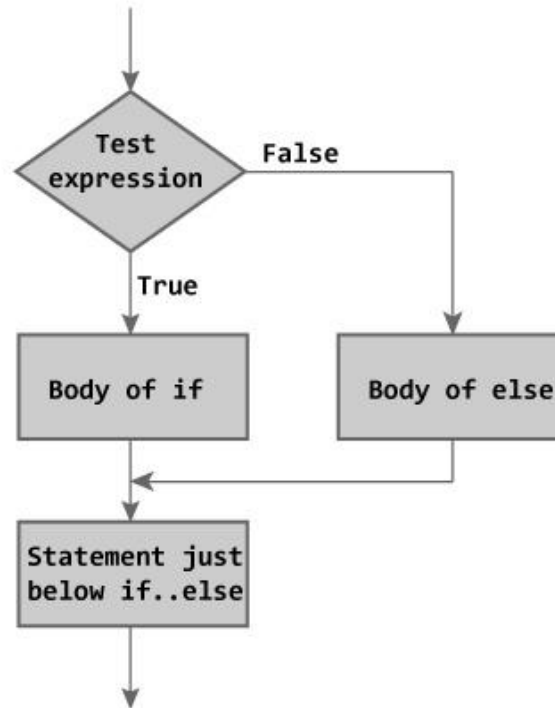 Test
expression
False
True
Body of if
Body of else
Statement just
below if..else